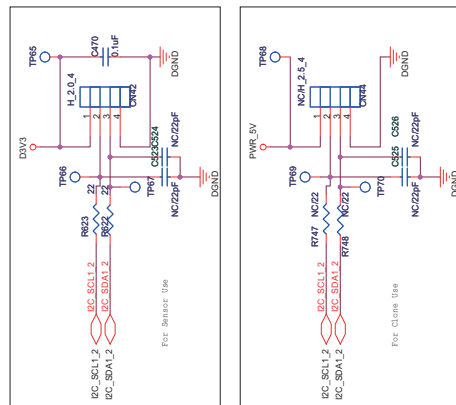 TP65
C470
0.1uF
DGND
H_2.0_4
CN42
1
2
3
4
D3V3
TP66
C523
C524
NC/22pF
NC/22pF
DGND
TP67
22
22
R623
R622
I2C_SCL1_2
I2C_SDA1_2
I2C_SCL1_2
I2C_SDA1_2
For Sensor Use
TP68
DGND
NC/H_2.5_4
CN44
1
2
3
4
PWR_5V
TP69
C525
C526
NC/22pF
NC/22pF
DGND
TP70
NC/22
NC/22
R747
R748
I2C_SCL1_2
I2C_SDA1_2
I2C_SCL1_2
I2C_SDA1_2
For Clone Use